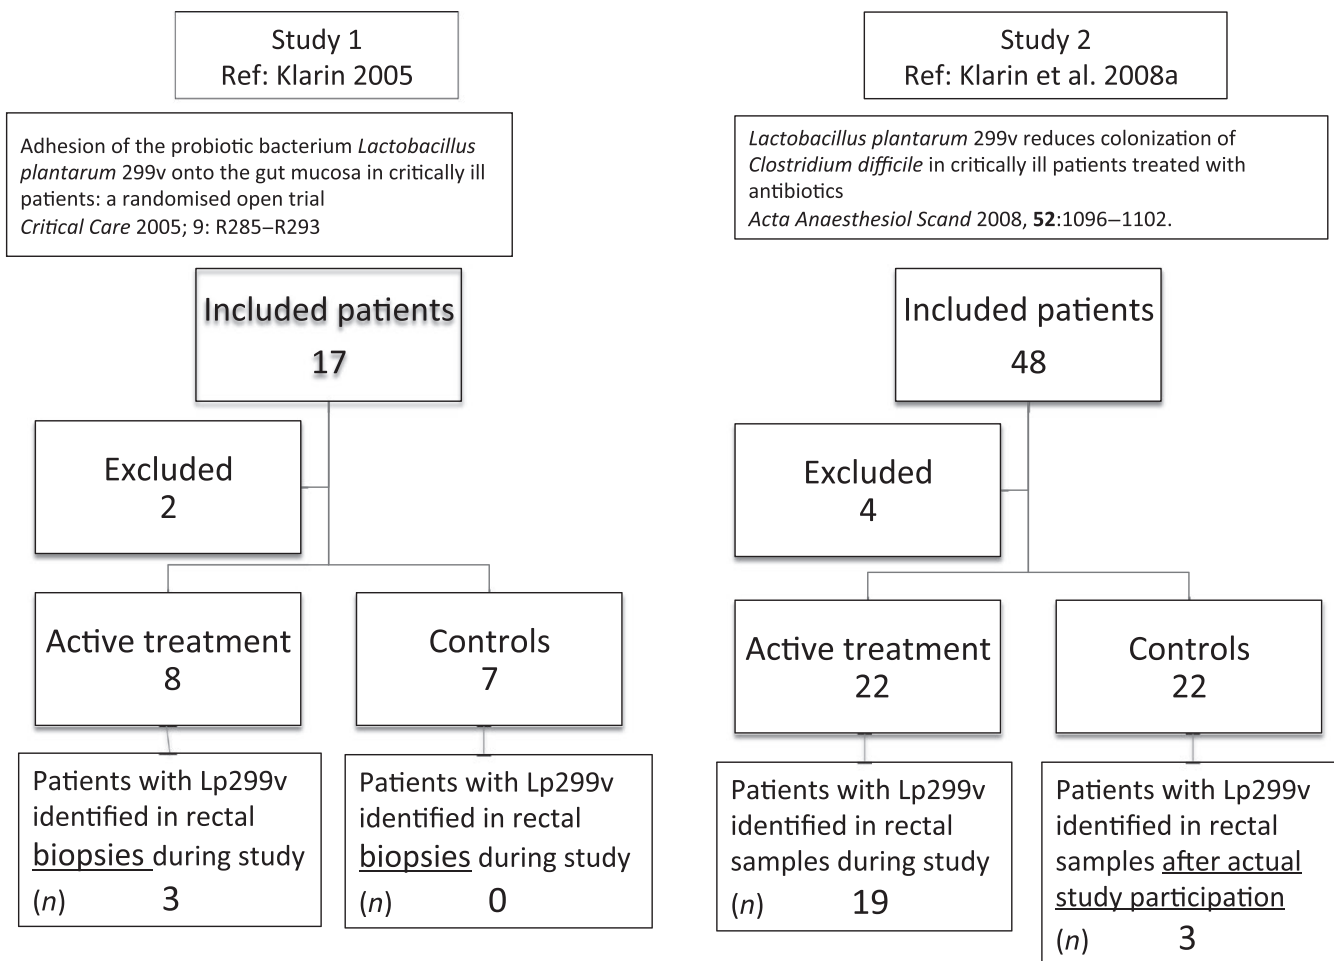 Study 1
Ref: Klarin 2005
Adhesion of the probiotic bacterium Lactobacillus
plantarum 299v onto the gut mucosa in critically ill
patients: a randomised open trial
Critical Care 2005; 9: R285–R293
Included patients
17
Excluded
2
Active treatment
8
Controls
7
Patients with Lp299v
identified in rectal
biopsies during study
(n) 3
Patients with Lp299v
identified in rectal
biopsies during study
(n) 0
Study 2
Ref: Klarin et al. 2008a
Lactobacillus plantarum 299v reduces colonization of
Clostridium difficile in critically ill patients treated with
antibiotics
Acta Anaesthesiol Scand 2008, 52:1096–1102.
Included patients
48
Excluded
4
Active treatment
22
Controls
22
Patients with Lp299v
identified in rectal
samples during study
(n) 19
Patients with Lp299v
identified in rectal
samples after actual
study participation
(n) 3